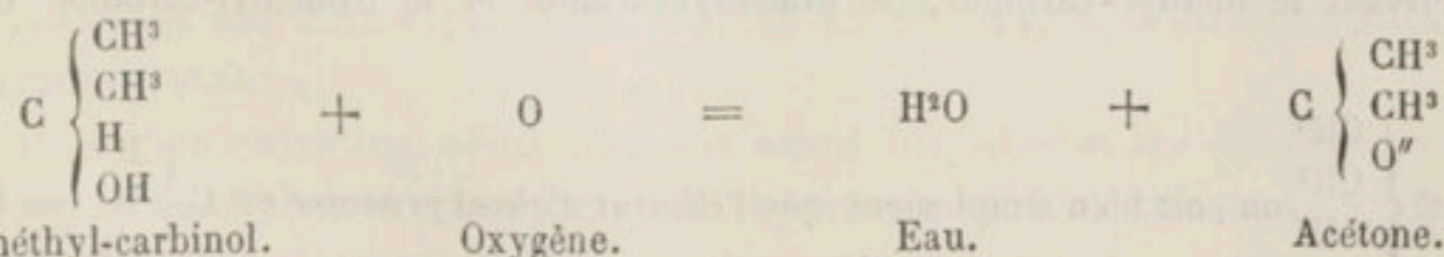 C { CH³ CH³ H OH + O = H²O + C { CH³ CH³ O″
méthyl-carbinol. Oxygène. Eau. Acétone.